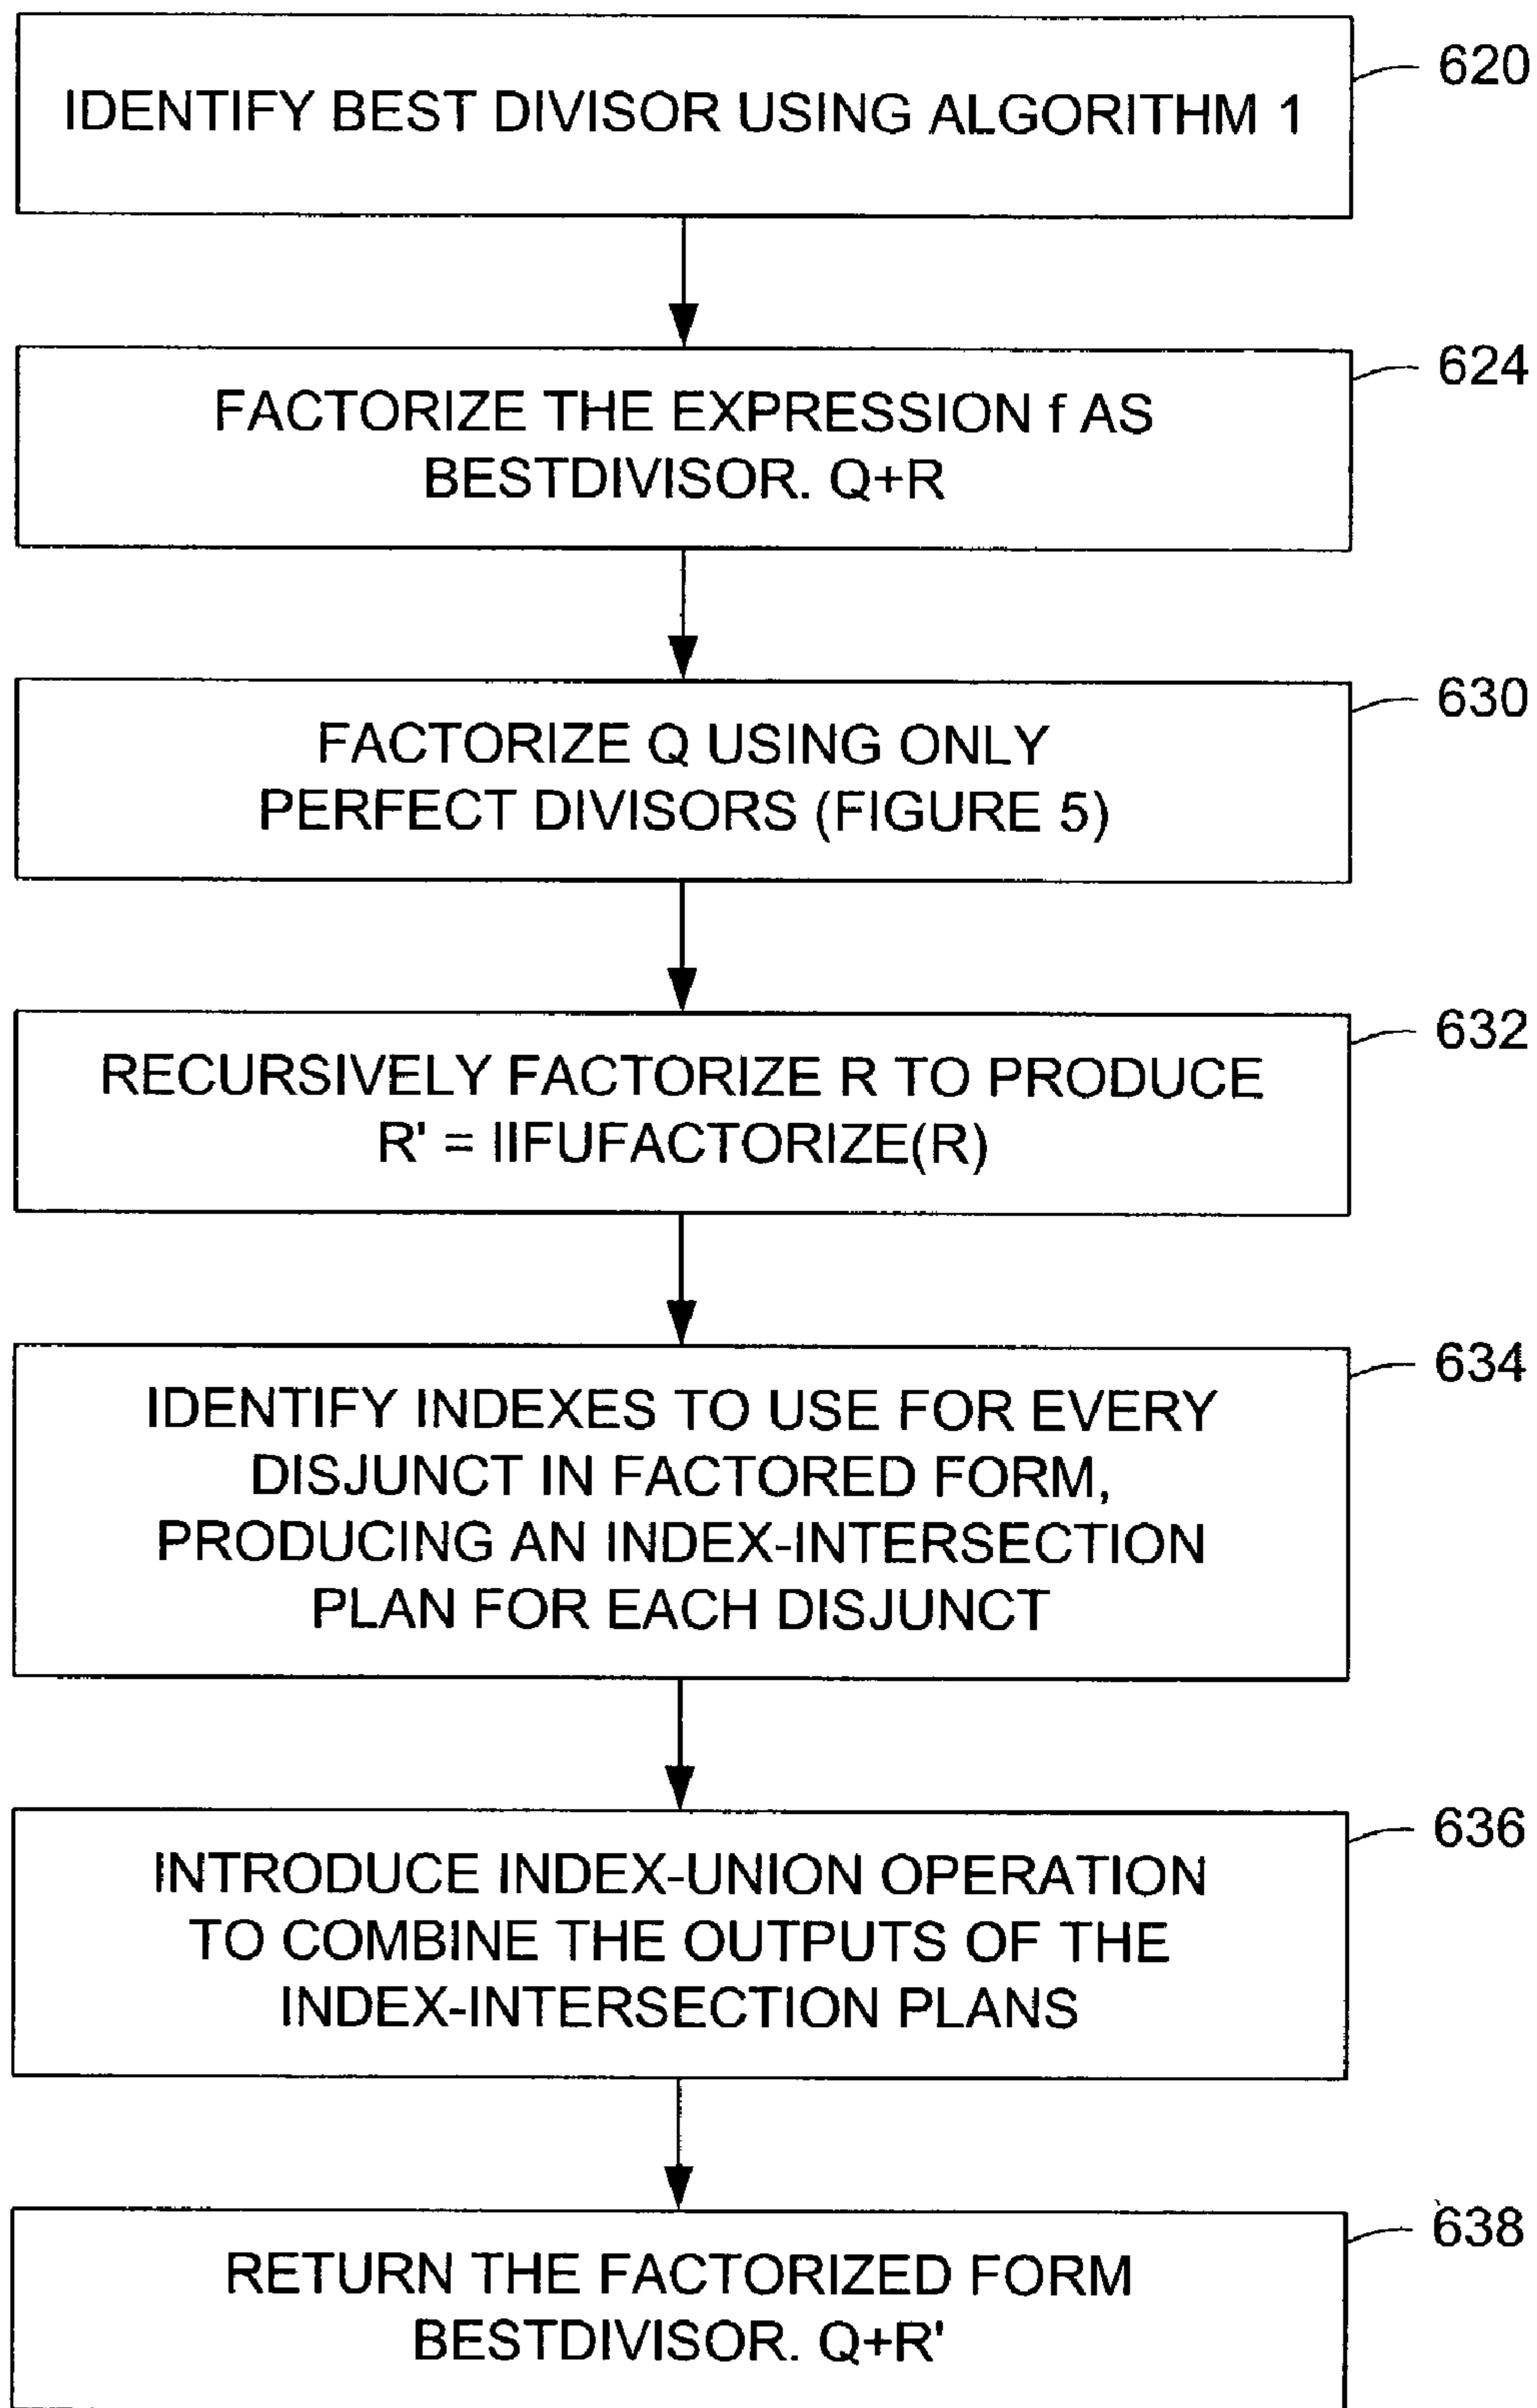 620
IDENTIFY BEST DIVISOR USING ALGORITHM 1
624
FACTORIZE THE EXPRESSION f AS
BESTDIVISOR. Q+R
630
FACTORIZE Q USING ONLY
PERFECT DIVISORS (FIGURE 5)
632
RECURSIVELY FACTORIZE R TO PRODUCE
R' = IIFUFACTORIZE(R)
634
IDENTIFY INDEXES TO USE FOR EVERY
DISJUNCT IN FACTORED FORM,
PRODUCING AN INDEX-INTERSECTION
PLAN FOR EACH DISJUNCT
636
INTRODUCE INDEX-UNION OPERATION
TO COMBINE THE OUTPUTS OF THE
INDEX-INTERSECTION PLANS
638
RETURN THE FACTORIZED FORM
BESTDIVISOR. Q+R'